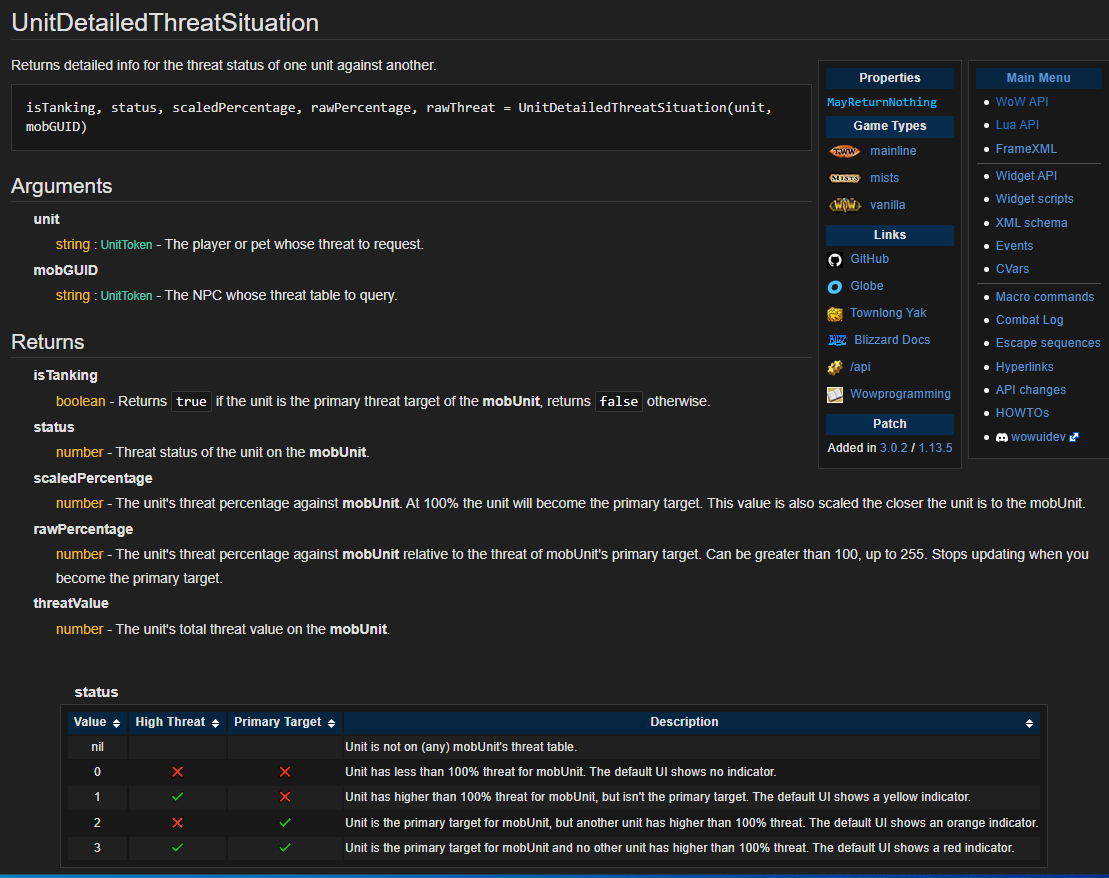 UnitDetailedThreatSituation
Returns detailed info for the threat status of one unit against another.
isTanking, status, scaledPercentage, rawPercentage, rawThreat = UnitDetailedThreatSituation(unit,
mobGUID)
Arguments
unit
string : UnitToken - The player or pet whose threat to request.
mobGUID
string : UnitToken - The NPC whose threat table to query.
Returns
isTanking
boolean - Returns true if the unit is the primary threat target of the mobUnit, returns false otherwise.
status
number - Threat status of the unit on the mobUnit.
scaledPercentage
number - The unit's threat percentage against mobUnit. At 100% the unit will become the primary target. This value is also scaled the closer the unit is to the mobUnit.
rawPercentage
number - The unit's threat percentage against mobUnit relative to the threat of mobUnit's primary target. Can be greater than 100, up to 255. Stops updating when you
become the primary target.
threatValue
number - The unit's total threat value on the mobUnit.
status
Value High Threat Primary Target Description
nil Unit is not on (any) mobUnit's threat table.
0 Unit has less than 100% threat for mobUnit. The default UI shows no indicator.
1 Unit has higher than 100% threat for mobUnit, but isn't the primary target. The default UI shows a yellow indicator.
2 Unit is the primary target for mobUnit, but another unit has higher than 100% threat. The default UI shows an orange indicator.
3 Unit is the primary target for mobUnit and no other unit has higher than 100% threat. The default UI shows a red indicator.
Properties
MayReturnNothing
Game Types
TWW mainline
MISTS mists
WOW vanilla
Links
GitHub
Globe
Townlong Yak
BLIZ Blizzard Docs
/api
Wowprogramming
Patch
Added in 3.0.2 / 1.13.5
Main Menu
WoW API
Lua API
FrameXML
Widget API
Widget scripts
XML schema
Events
CVars
Macro commands
Combat Log
Escape sequences
Hyperlinks
API changes
HOWTOs
wowuidev